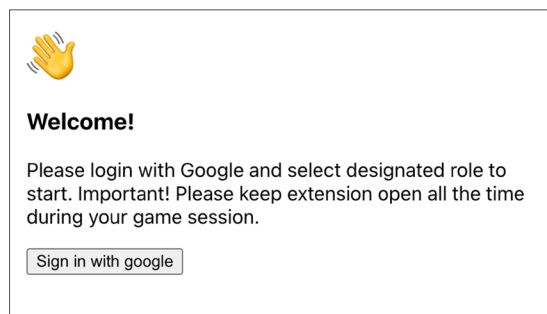 Welcome!
Please login with Google and select designated role to
start. Important! Please keep extension open all the time
during your game session.
Sign in with google